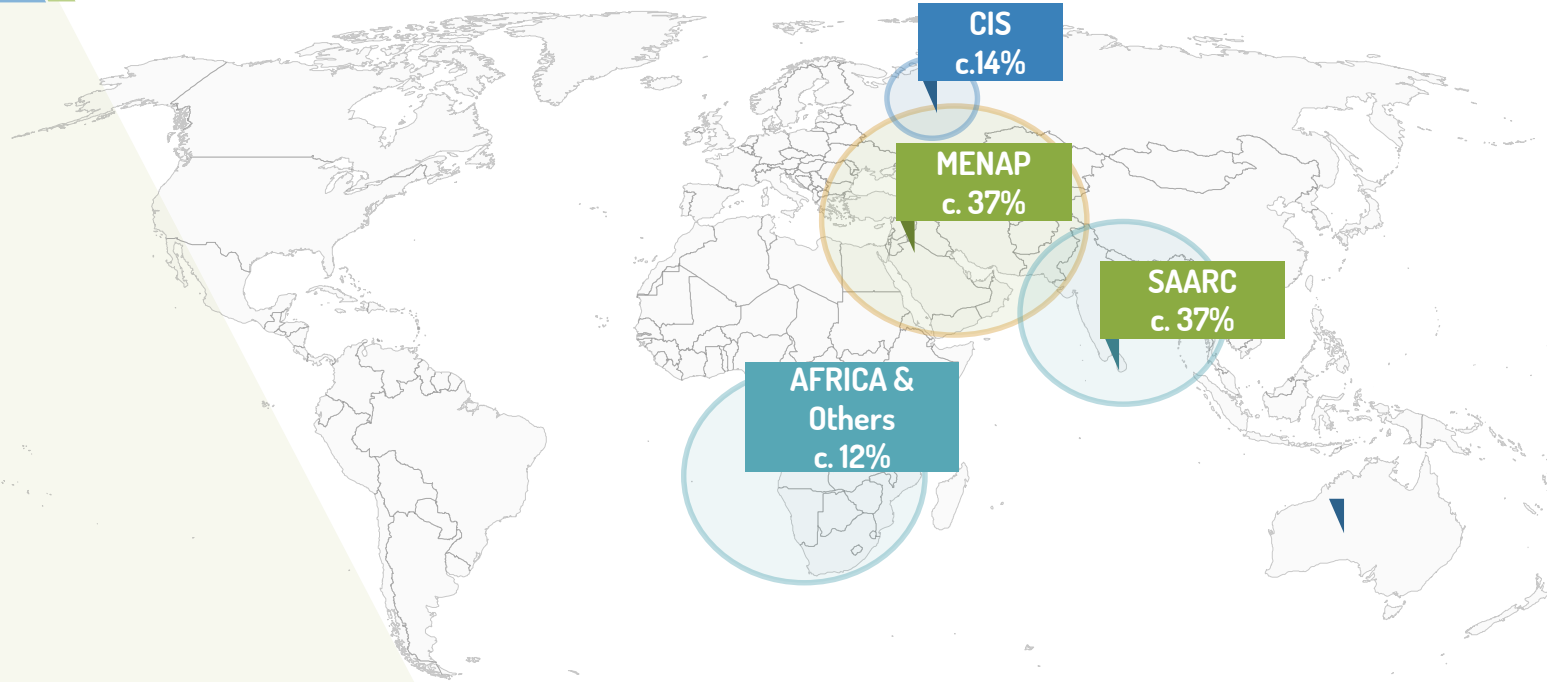 CIS
c.14%
MENAP
c. 37%
SAARC
c. 37%
AFRICA &
Others
c. 12%